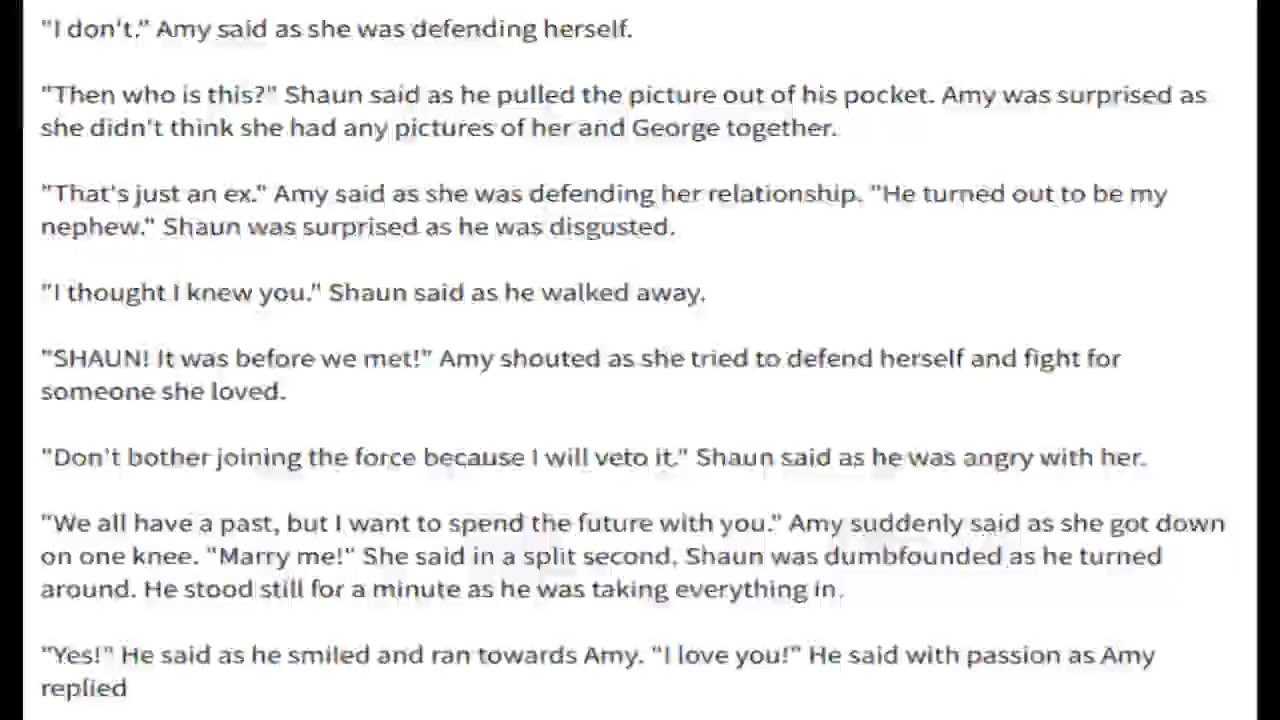 "I don't." Amy said as she was defending herself.
"Then who is this?" Shaun said as he pulled the picture out of his pocket. Amy was surprised as
she didn't think she had any pictures of her and George together.
"That's just an ex." Amy said as she was defending her relationship. "He turned out to be my
nephew." Shaun was surprised as he was disgusted.
"I thought I knew you." Shaun said as he walked away.
"SHAUN! It was before we met!" Amy shouted as she tried to defend herself and fight for
someone she loved.
"Don't bother joining the force because I will veto it." Shaun said as he was angry with her.
"We all have a past, but I want to spend the future with you." Amy suddenly said as she got down
on one knee. "Marry me!" She said in a split second, Shaun was dumbfounded as he turned
around. He stood still for a minute as he was taking everything in.
"Yes!" He said as he smiled and ran towards Amy. "I love you!" He said with passion as Amy
replied